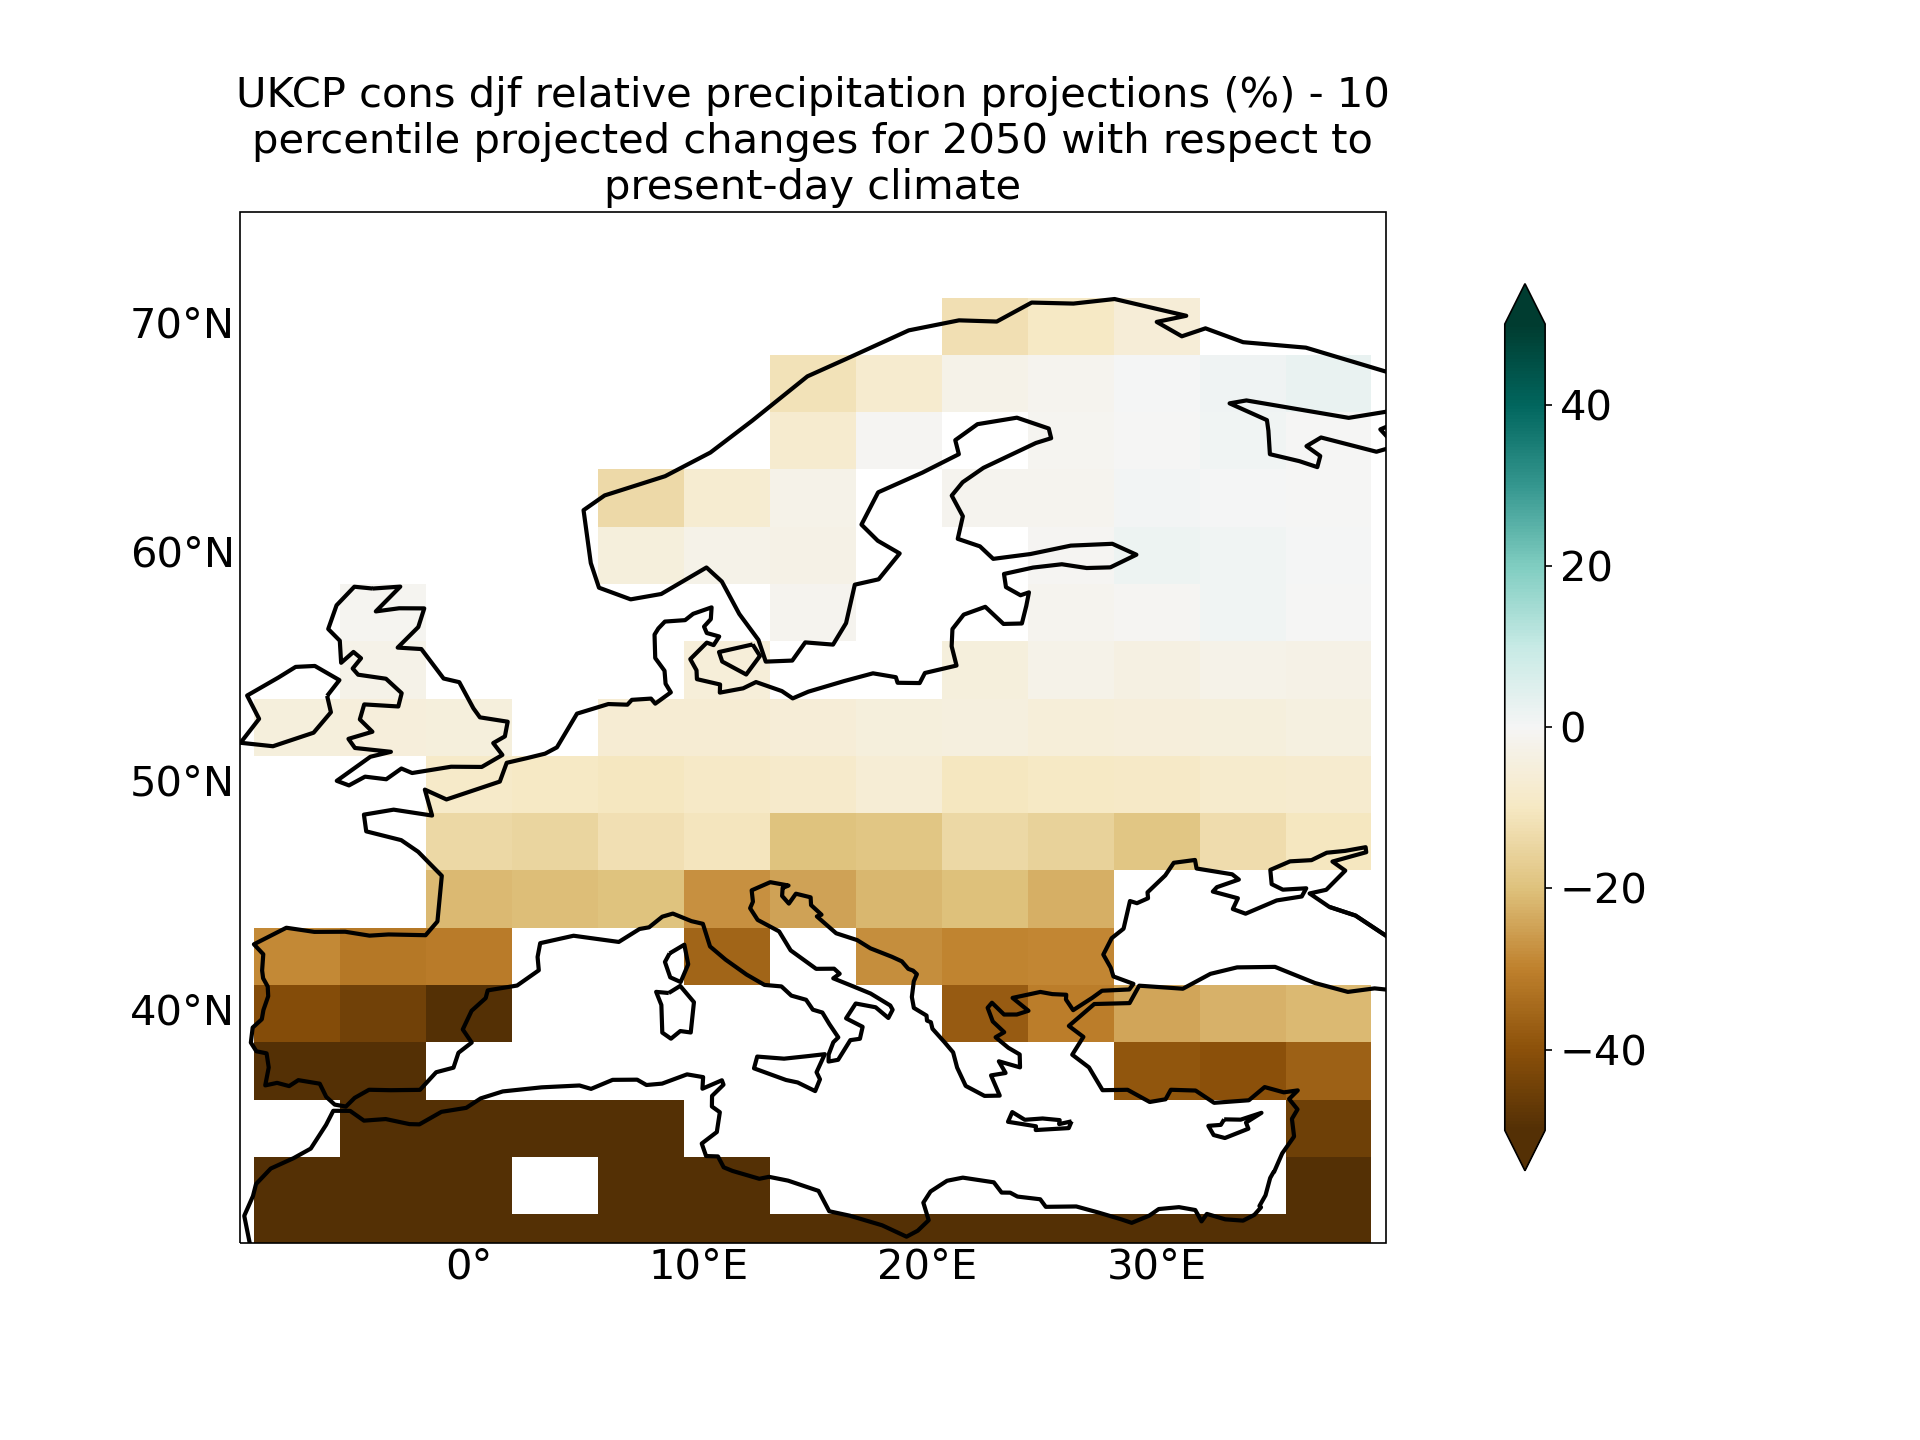 UKCP cons djf relative precipitation projections (%) - 10
percentile projected changes for 2050 with respect to
present-day climate
70°N
60°N
50°N
40°N
0°
10°E
20°E
30°E
40
20
0
−20
−40